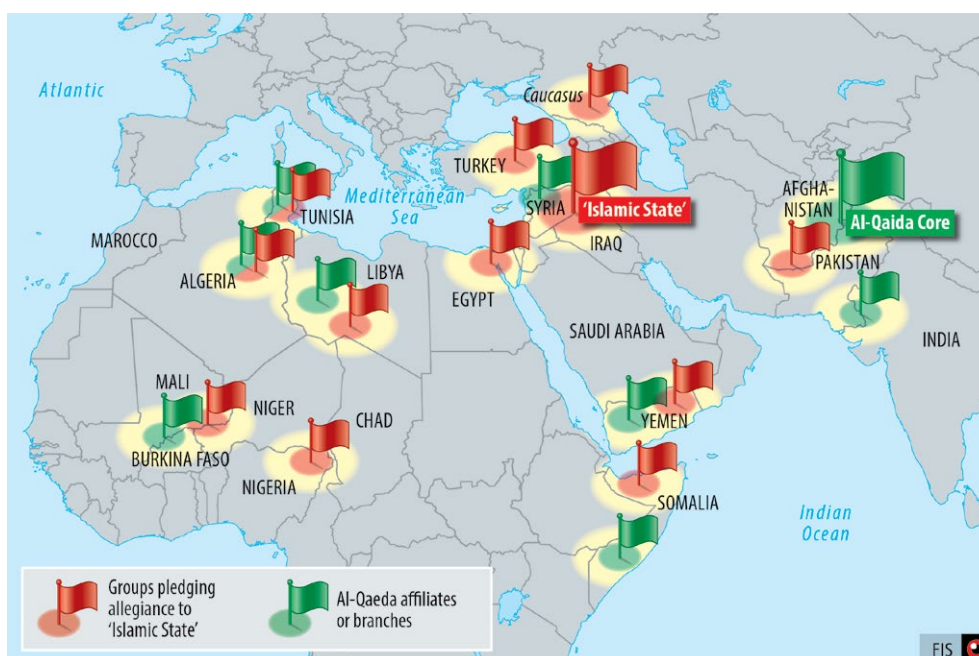 Atlantic
Caucasus
TURKEY
Mediterranean
Sea
SYRIA
'Islamic State'
IRAQ
AFGHA-
NISTAN
Al-Qaida Core
PAKISTAN
TUNISIA
MAROCCO
ALGERIA
LIBYA
EGYPT
SAUDI ARABIA
INDIA
MALI
NIGER
CHAD
BURKINA FASO
NIGERIA
YEMEN
SOMALIA
Indian
Ocean
Groups pledging
allegiance to
'Islamic State'
Al-Qaeda affiliates
or branches
FIS